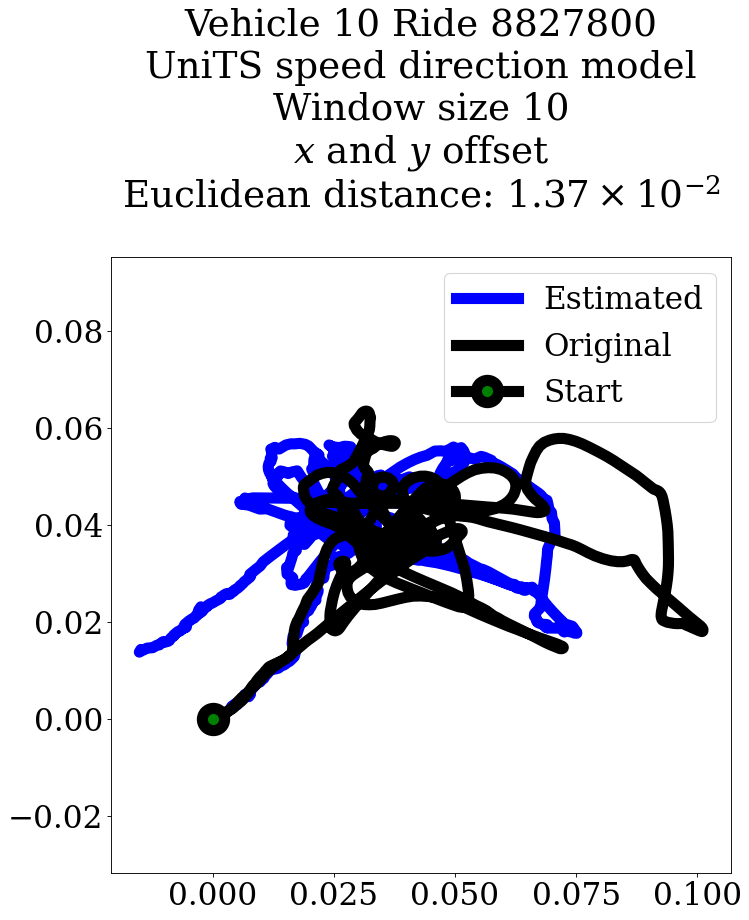 Vehicle 10 Ride 8827800
UniTS speed direction model
Window size 10
x and y offset
Euclidean distance: 1.37 × 10⁻²
Estimated
Original
Start
0.08
0.06
0.04
0.02
0.00
−0.02
0.000 0.025 0.050 0.075 0.100